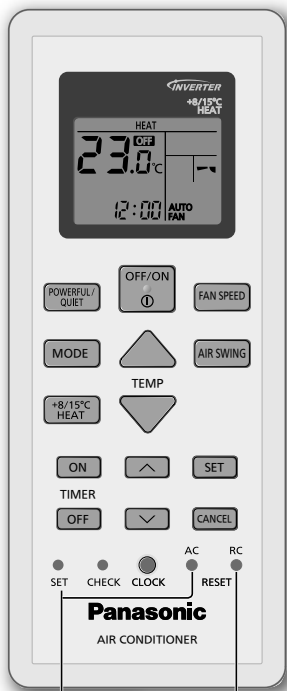 INVERTER
+8/15°C
HEAT
HEAT
OFF
23.0°C
12:00 AUTO
FAN
OFF/ON
POWERFUL/
QUIET
FAN SPEED
MODE
AIR SWING
TEMP
+8/15°C
HEAT
ON
SET
TIMER
OFF
CANCEL
AC RC
SET CHECK CLOCK RESET
Panasonic
AIR CONDITIONER